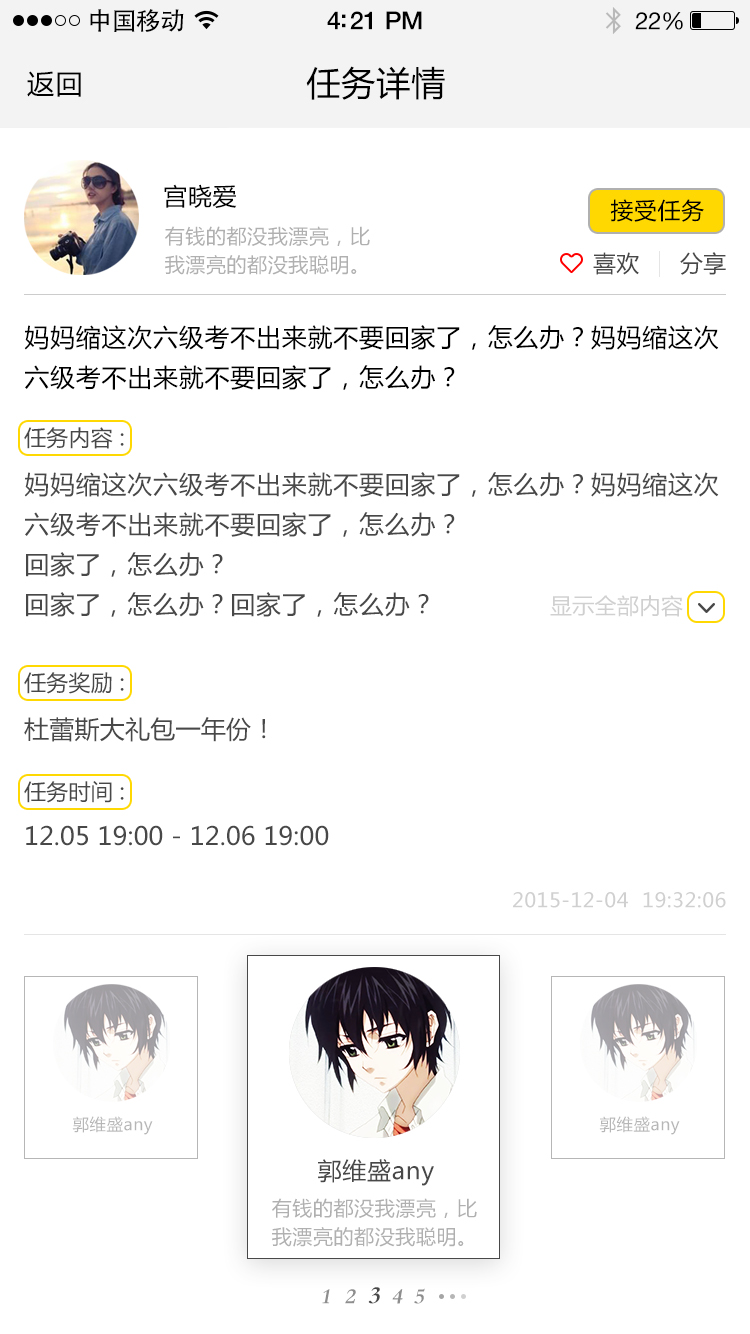 中国移动 4:21 PM 22%
返回 任务详情
宫晓爱
接受任务
有钱的都没我漂亮，比
我漂亮的都没我聪明。
喜欢 分享
妈妈缩这次六级考不出来就不要回家了，怎么办？妈妈缩这次
六级考不出来就不要回家了，怎么办？
任务内容：
妈妈缩这次六级考不出来就不要回家了，怎么办？妈妈缩这次
六级考不出来就不要回家了，怎么办？
回家了，怎么办？
回家了，怎么办？回家了，怎么办？ 显示全部内容
任务奖励：
杜蕾斯大礼包一年份！
任务时间：
12.05 19:00 - 12.06 19:00
2015-12-04 19:32:06
郭维盛any
郭维盛any
有钱的都没我漂亮，比
我漂亮的都没我聪明。
郭维盛any
1 2 3 4 5 •••